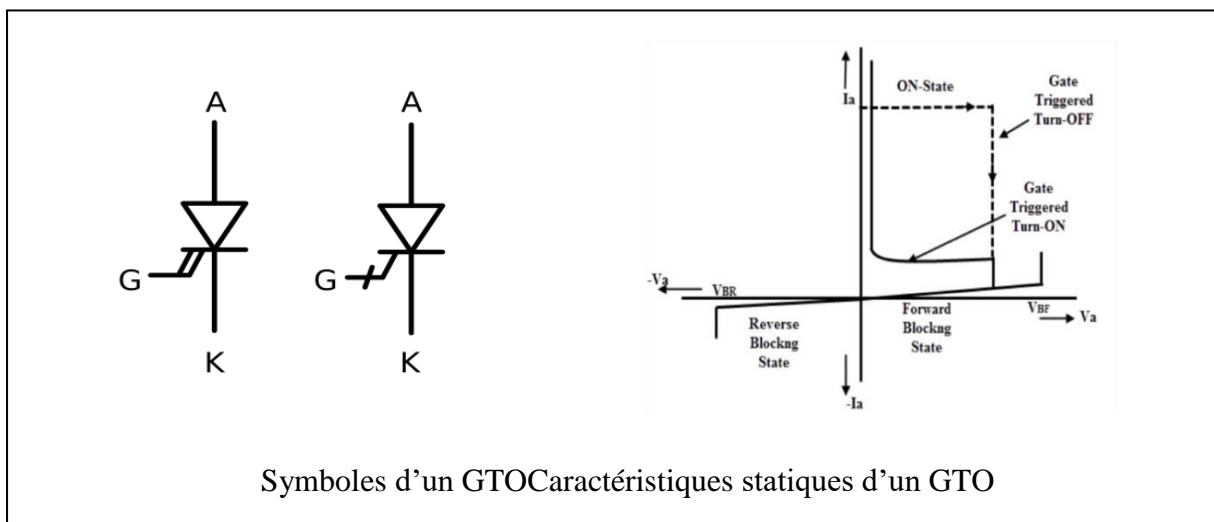 A
G
K
A
G
K
Ia
ON-State
Gate
Triggered
Turn-OFF
Gate
Triggered
Turn-ON
-Va
VBR
Reverse
Blockng
State
Forward
Blockng
State
VBF
Va
-Ia
Symboles d’un GTOCaractéristiques statiques d’un GTO